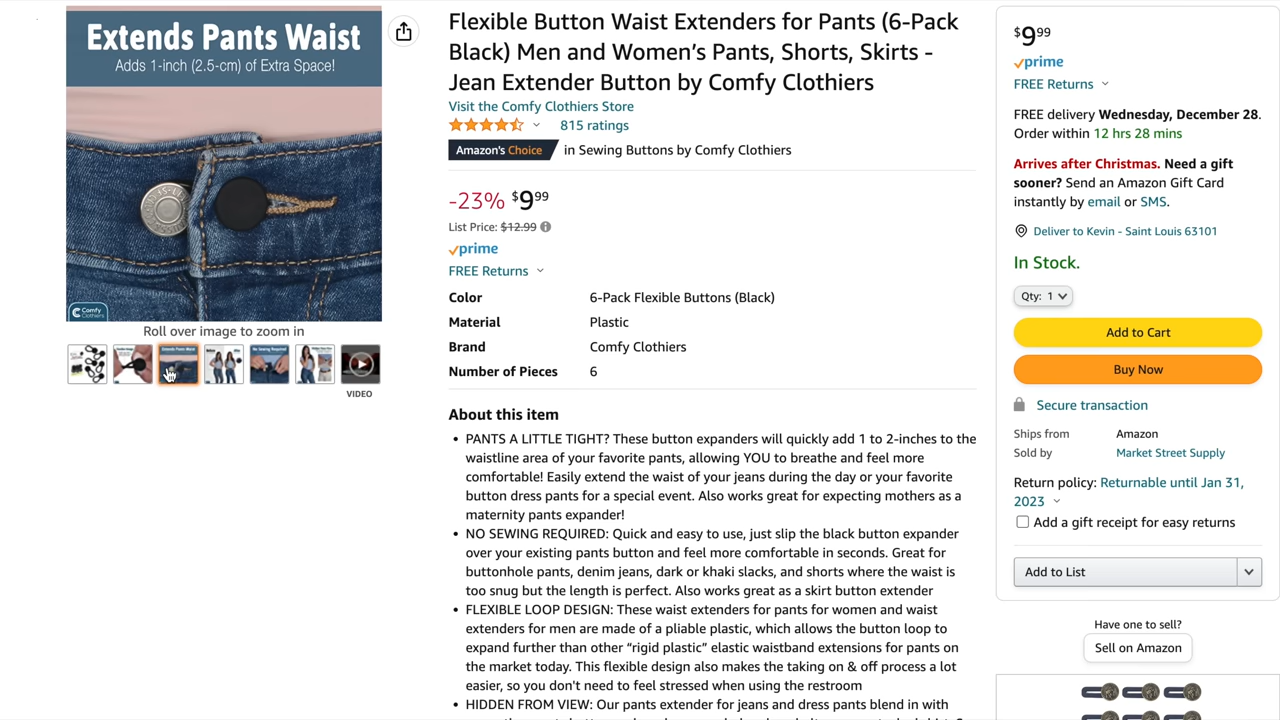 Extends Pants Waist
Adds 1-inch (2.5-cm) of Extra Space!
Comfy
Clothiers
Roll over image to zoom in
VIDEO
Flexible Button Waist Extenders for Pants (6-Pack
Black) Men and Women’s Pants, Shorts, Skirts -
Jean Extender Button by Comfy Clothiers
Visit the Comfy Clothiers Store
815 ratings
Amazon's Choice in Sewing Buttons by Comfy Clothiers
-23% $9 99
List Price: $12.99
prime
FREE Returns
Color 6-Pack Flexible Buttons (Black)
Material Plastic
Brand Comfy Clothiers
Number of Pieces 6
About this item
• PANTS A LITTLE TIGHT? These button expanders will quickly add 1 to 2-inches to the
waistline area of your favorite pants, allowing YOU to breathe and feel more
comfortable! Easily extend the waist of your jeans during the day or your favorite
button dress pants for a special event. Also works great for expecting mothers as a
maternity pants expander!
• NO SEWING REQUIRED: Quick and easy to use, just slip the black button expander
over your existing pants button and feel more comfortable in seconds. Great for
buttonhole pants, denim jeans, dark or khaki slacks, and shorts where the waist is
too snug but the length is perfect. Also works great as a skirt button extender
• FLEXIBLE LOOP DESIGN: These waist extenders for pants for women and waist
extenders for men are made of a pliable plastic, which allows the button loop to
expand further than other “rigid plastic” elastic waistband extensions for pants on
the market today. This flexible design also makes the taking on & off process a lot
easier, so you don't need to feel stressed when using the restroom
• HIDDEN FROM VIEW: Our pants extender for jeans and dress pants blend in with
$9 99
prime
FREE Returns
FREE delivery Wednesday, December 28.
Order within 12 hrs 28 mins
Arrives after Christmas. Need a gift
sooner? Send an Amazon Gift Card
instantly by email or SMS.
Deliver to Kevin - Saint Louis 63101
In Stock.
Qty: 1
Add to Cart
Buy Now
Secure transaction
Ships from Amazon
Sold by Market Street Supply
Return policy: Returnable until Jan 31,
2023
Add a gift receipt for easy returns
Add to List
Have one to sell?
Sell on Amazon